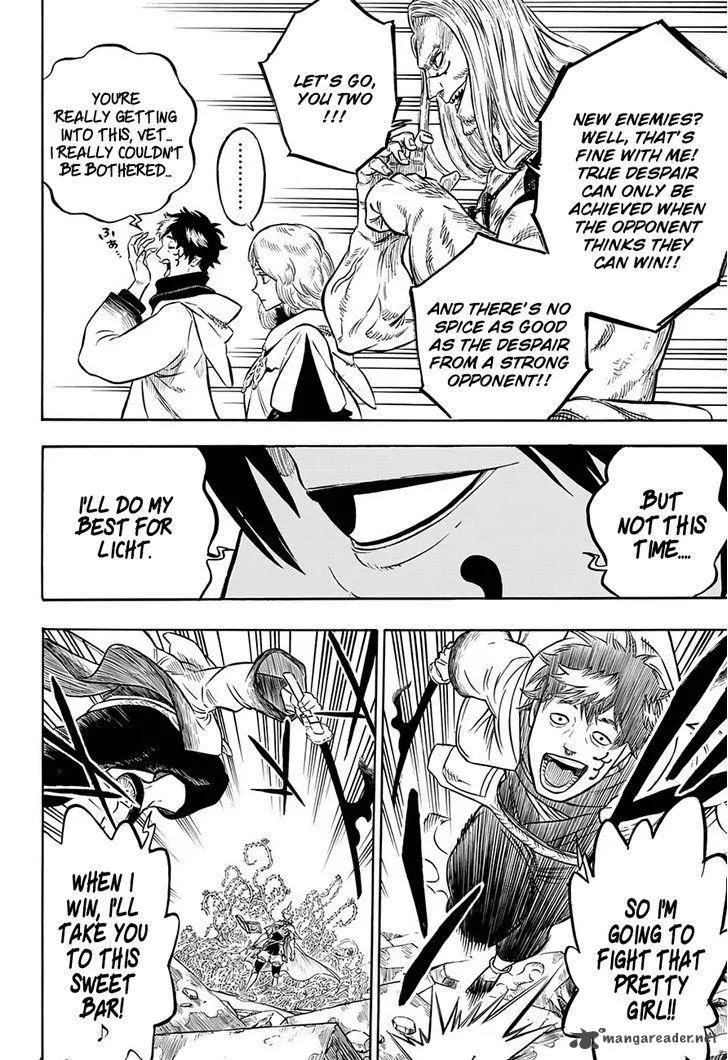 NEW ENEMIES?
WELL, THAT'S
FINE WITH ME!
TRUE DESPAIR
CAN ONLY BE
ACHIEVED WHEN
THE OPPONENT
THINKS THEY
CAN WIN!!
AND THERE'S NO
SPICE AS GOOD
AS THE DESPAIR
FROM A STRONG
OPPONENT!!
LET'S GO,
YOU TWO
!!!
.........
YOU'RE
REALLY GETTING
INTO THIS, VET...
I REALLY COULDN'T
BE BOTHERED...
ふぁ...
BUT
NOT THIS
TIME....
I'LL DO MY
BEST FOR
LICHT.
SO I'M
GOING TO
FIGHT THAT
PRETTY
GIRL!!
WHEN I
WIN, I'LL
TAKE YOU
TO THIS
SWEET
BAR!
♪
mangareader.net